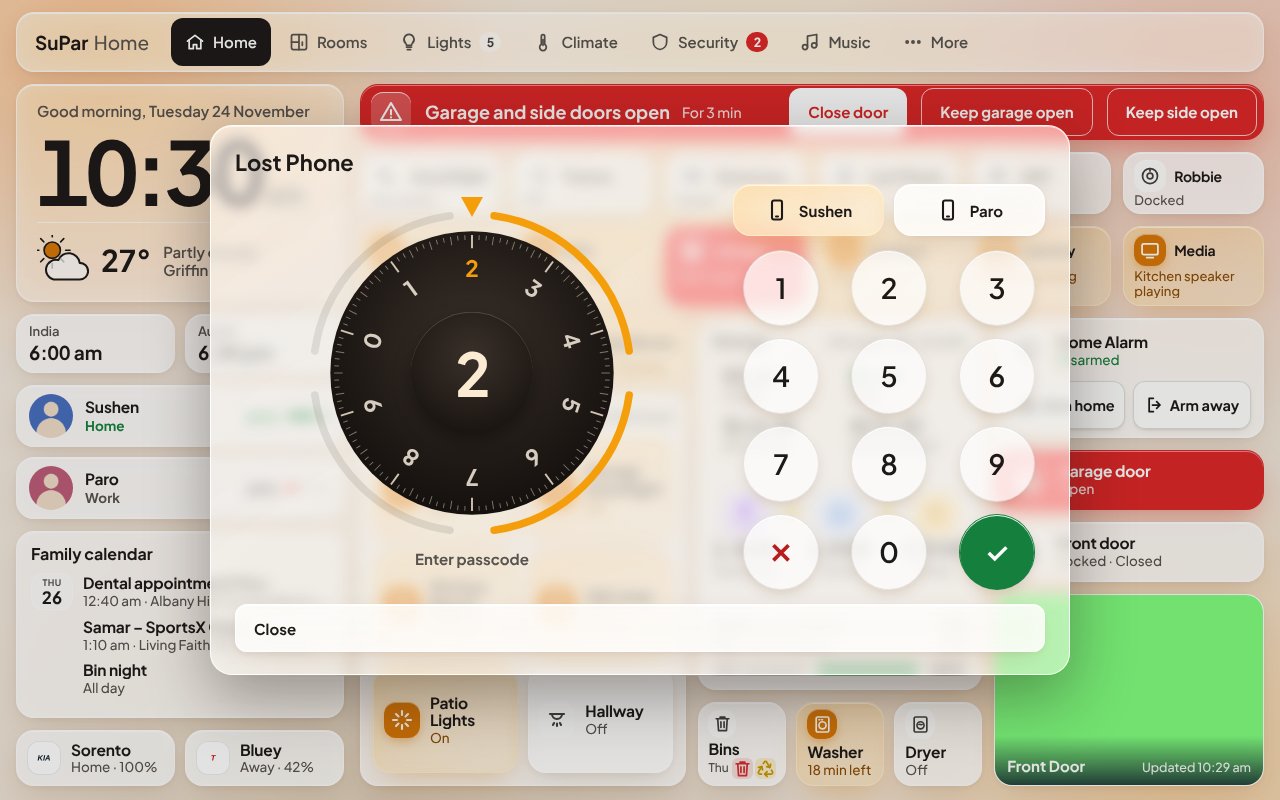 SuPar Home
Home
Rooms
Lights 5
Climate
Security 2
Music
More
Good morning, Tuesday 24 November
10:3
27°
Partly
Griffin
India
6:00 am
Sushen
Home
Paro
Work
Family calendar
THU
26
Dental appointme
12:40 am · Albany Hi
Samar – SportsX
1:10 am · Living Faith
Bin night
All day
Sorento
Home · 100%
Bluey
Away · 42%
KIA
T
Garage and side doors open For 3 min
Close door
Keep garage open
Keep side open
Lost Phone
2
3
4
5
6
7
8
9
0
1
2
Enter passcode
Sushen
Paro
1 2 3
4 5 6
7 8 9
0
Close
Robbie
Docked
Media
Kitchen speaker
playing
ome Alarm
sarmed
home
Arm away
arage door
pen
ront door
ocked · Closed
Patio
Lights
On
Hallway
Off
Bins
Thu
Washer
18 min left
Dryer
Off
Front Door
Updated 10:29 am